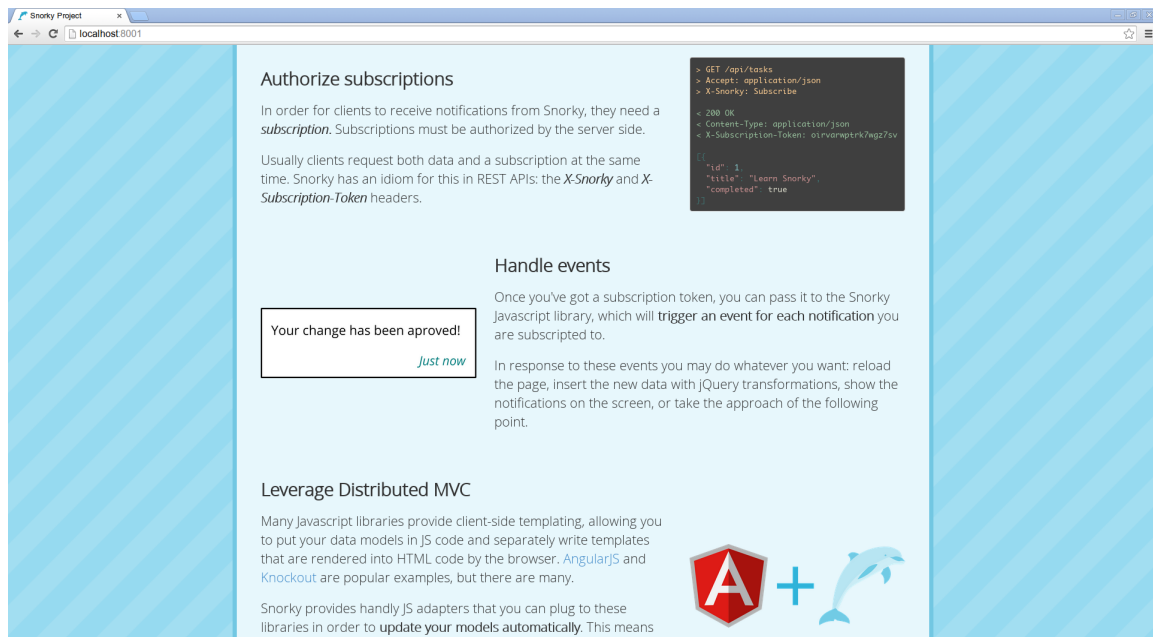 Snorky Project
localhost:8001
Authorize subscriptions
In order for clients to receive notifications from Snorky, they need a
subscription. Subscriptions must be authorized by the server side.
Usually clients request both data and a subscription at the same
time. Snorky has an idiom for this in REST APIs: the X-Snorky and X-
Subscription-Token headers.
> GET /api/tasks
> Accept: application/json
> X-Snorky: Subscribe
< 200 OK
< Content-Type: application/json
< X-Subscription-Token: oirvarwptrk7wgz7sv
[{
"id": 1,
"title": "Learn Snorky",
"completed": true
}]
Your change has been aproved!
Just now
Handle events
Once you've got a subscription token, you can pass it to the Snorky
Javascript library, which will trigger an event for each notification you
are subscripted to.
In response to these events you may do whatever you want: reload
the page, insert the new data with jQuery transformations, show the
notifications on the screen, or take the approach of the following
point.
Leverage Distributed MVC
Many Javascript libraries provide client-side templating, allowing you
to put your data models in JS code and separately write templates
that are rendered into HTML code by the browser. AngularJS and
Knockout are popular examples, but there are many.
Snorky provides handly JS adapters that you can plug to these
libraries in order to update your models automatically. This means